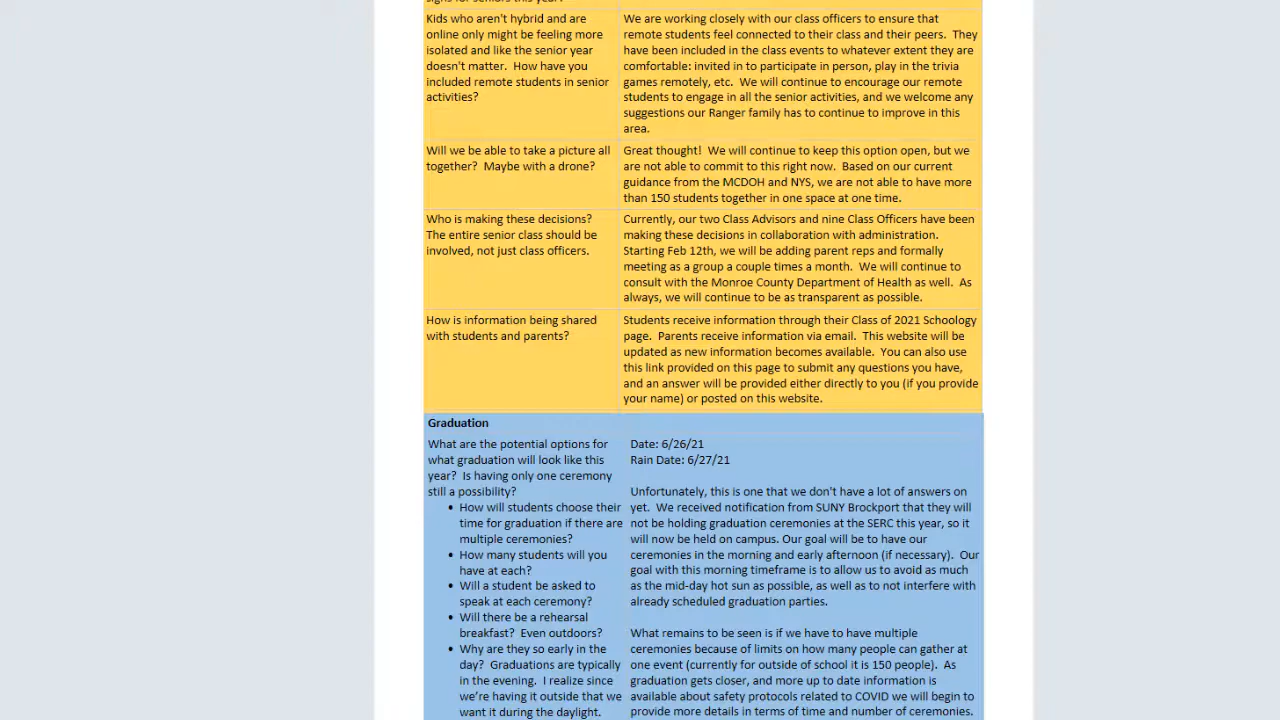 signs for seniors this year?
Kids who aren't hybrid and are
online only might be feeling more
isolated and like the senior year
doesn't matter.  How have you
included remote students in senior
activities?
We are working closely with our class officers to ensure that
remote students feel connected to their class and their peers.  They
have been included in the class events to whatever extent they are
comfortable: invited in to participate in person, play in the trivia
games remotely, etc.  We will continue to encourage our remote
students to engage in all the senior activities, and we welcome any
suggestions our Ranger family has to continue to improve in this
area.
Will we be able to take a picture all
together?  Maybe with a drone?
Great thought!  We will continue to keep this option open, but we
are not able to commit to this right now.  Based on our current
guidance from the MCDOH and NYS, we are not able to have more
than 150 students together in one space at one time.
Who is making these decisions?
The entire senior class should be
involved, not just class officers.
Currently, our two Class Advisors and nine Class Officers have been
making these decisions in collaboration with administration.
Starting Feb 12th, we will be adding parent reps and formally
meeting as a group a couple times a month.  We will continue to
consult with the Monroe County Department of Health as well.  As
always, we will continue to be as transparent as possible.
How is information being shared
with students and parents?
Students receive information through their Class of 2021 Schoology
page.  Parents receive information via email.  This website will be
updated as new information becomes available.  You can also use
this link provided on this page to submit any questions you have,
and an answer will be provided either directly to you (if you provide
your name) or posted on this website.
Graduation
What are the potential options for
what graduation will look like this
year?  Is having only one ceremony
still a possibility?
• How will students choose their
time for graduation if there are
multiple ceremonies?
• How many students will you
have at each?
• Will a student be asked to
speak at each ceremony?
• Will there be a rehearsal
breakfast?  Even outdoors?
• Why are they so early in the
day?  Graduations are typically
in the evening.  I realize since
we're having it outside that we
want it during the daylight.
Date: 6/26/21
Rain Date: 6/27/21
Unfortunately, this is one that we don't have a lot of answers on
yet.  We received notification from SUNY Brockport that they will
not be holding graduation ceremonies at the SERC this year, so it
will now be held on campus. Our goal will be to have our
ceremonies in the morning and early afternoon (if necessary).  Our
goal with this morning timeframe is to allow us to avoid as much
as the mid-day hot sun as possible, as well as to not interfere with
already scheduled graduation parties.
What remains to be seen is if we have to have multiple
ceremonies because of limits on how many people can gather at
one event (currently for outside of school it is 150 people).  As
graduation gets closer, and more up to date information is
available about safety protocols related to COVID we will begin to
provide more details in terms of time and number of ceremonies.